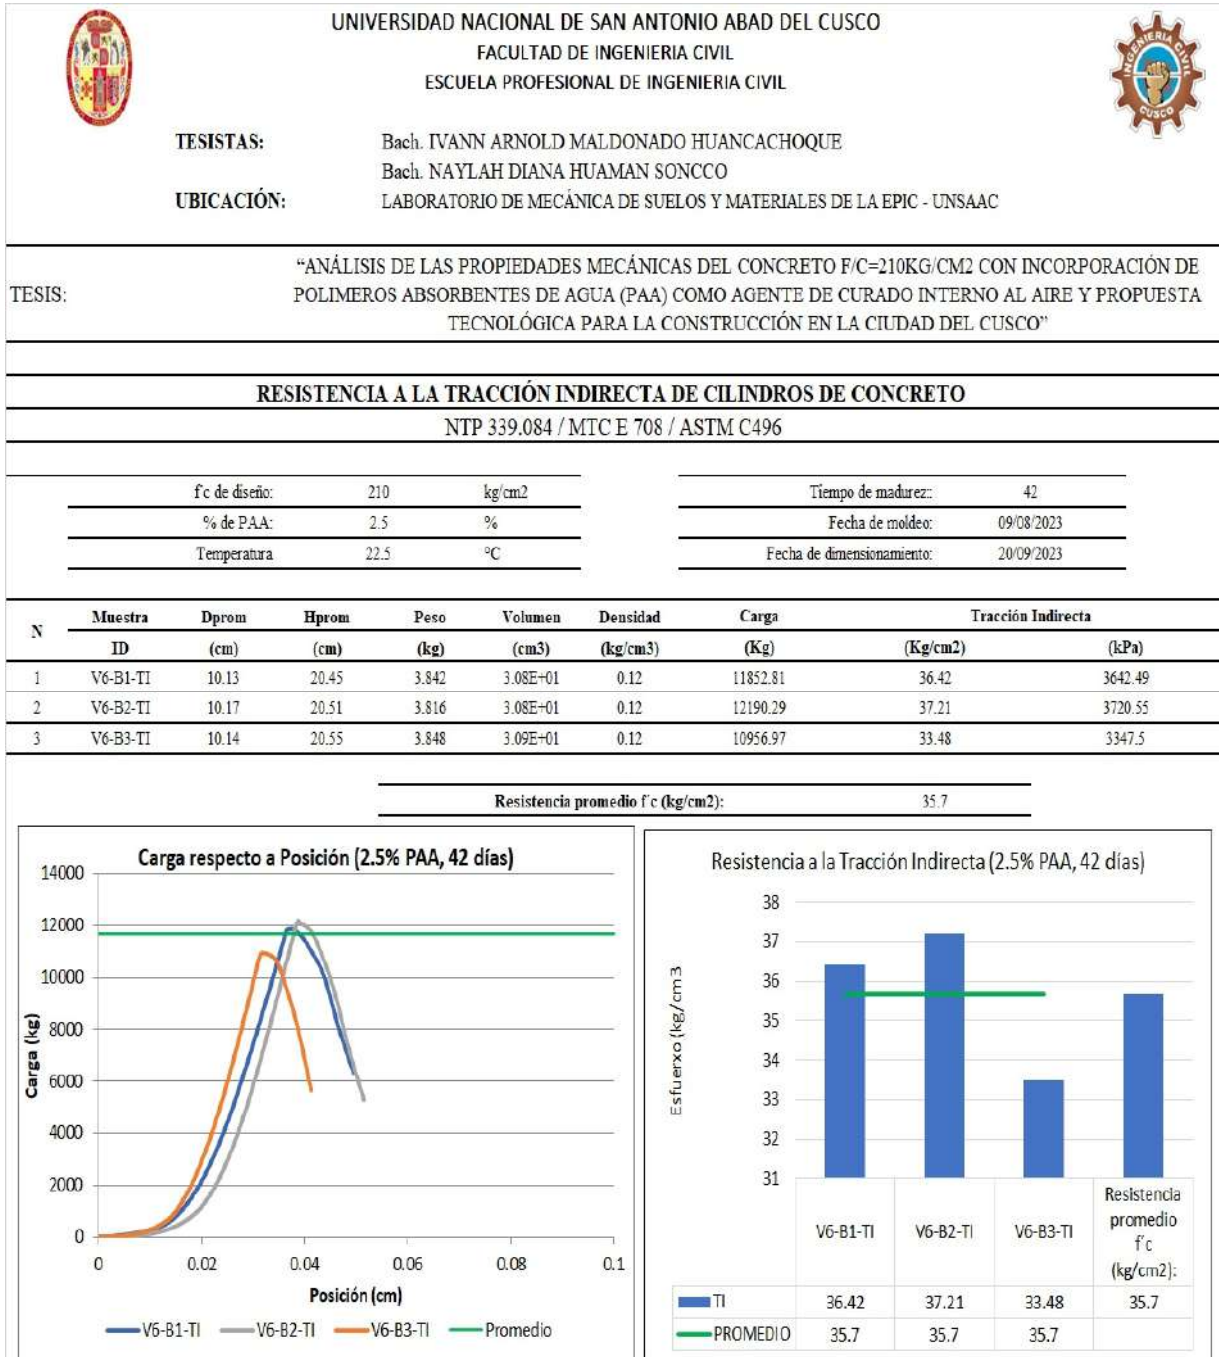 UNIVERSIDAD NACIONAL DE SAN ANTONIO ABAD DEL CUSCO
FACULTAD DE INGENIERIA CIVIL
ESCUELA PROFESIONAL DE INGENIERIA CIVIL
INGENIERIA CIVIL
CUSCO
TESISTAS: Bach. IVANN ARNOLD MALDONADO HUANCACHOQUE
Bach. NAYLAH DIANA HUAMAN SONCCO
UBICACIÓN: LABORATORIO DE MECÁNICA DE SUELOS Y MATERIALES DE LA EPIC - UNSAAC
TESIS: “ANÁLISIS DE LAS PROPIEDADES MECÁNICAS DEL CONCRETO F/C=210KG/CM2 CON INCORPORACIÓN DE
POLIMEROS ABSORBENTES DE AGUA (PAA) COMO AGENTE DE CURADO INTERNO AL AIRE Y PROPUESTA
TECNOLÓGICA PARA LA CONSTRUCCIÓN EN LA CIUDAD DEL CUSCO”
RESISTENCIA A LA TRACCIÓN INDIRECTA DE CILINDROS DE CONCRETO
NTP 339.084 / MTC E 708 / ASTM C496
f'c de diseño: 210 kg/cm2 Tiempo de madurez:: 42
% de PAA: 2.5 % Fecha de moldeo: 09/08/2023
Temperatura 22.5 °C Fecha de dimensionamiento: 20/09/2023
N Muestra Dprom Hprom Peso Volumen Densidad Carga Tracción Indirecta
ID (cm) (cm) (kg) (cm3) (kg/cm3) (Kg) (Kg/cm2) (kPa)
1 V6-B1-TI 10.13 20.45 3.842 3.08E+01 0.12 11852.81 36.42 3642.49
2 V6-B2-TI 10.17 20.51 3.816 3.08E+01 0.12 12190.29 37.21 3720.55
3 V6-B3-TI 10.14 20.55 3.848 3.09E+01 0.12 10956.97 33.48 3347.5
Resistencia promedio f´c (kg/cm2): 35.7
Carga respecto a Posición (2.5% PAA, 42 días)
14000
12000
10000
8000
6000
4000
2000
0
Carga (kg)
0 0.02 0.04 0.06 0.08 0.1
Posición (cm)
V6-B1-TI V6-B2-TI V6-B3-TI Promedio
Resistencia a la Tracción Indirecta (2.5% PAA, 42 días)
38
37
36
35
34
33
32
31
Esfuerxo (kg/cm3
V6-B1-TI V6-B2-TI V6-B3-TI Resistencia
promedio
f´c
(kg/cm2):
TI 36.42 37.21 33.48 35.7
PROMEDIO 35.7 35.7 35.7